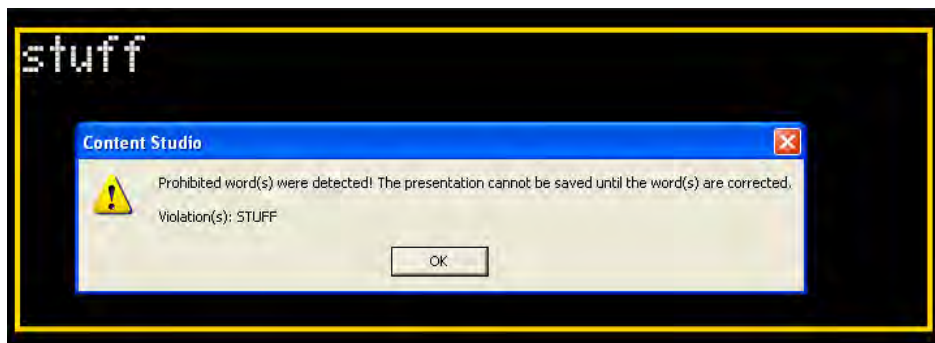 stuff
Content Studio
Prohibited word(s) were detected! The presentation cannot be saved until the word(s) are corrected.
Violation(s): STUFF
OK